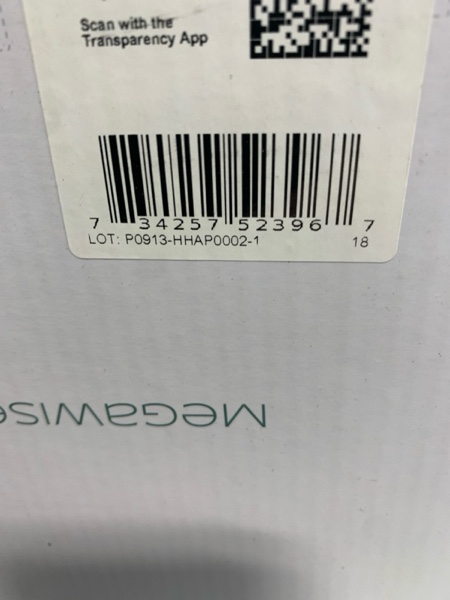 Scan with the
Transparency App
7 34257 52396 7
LOT: P0913-HHAP0002-1 18
MEGAWISE